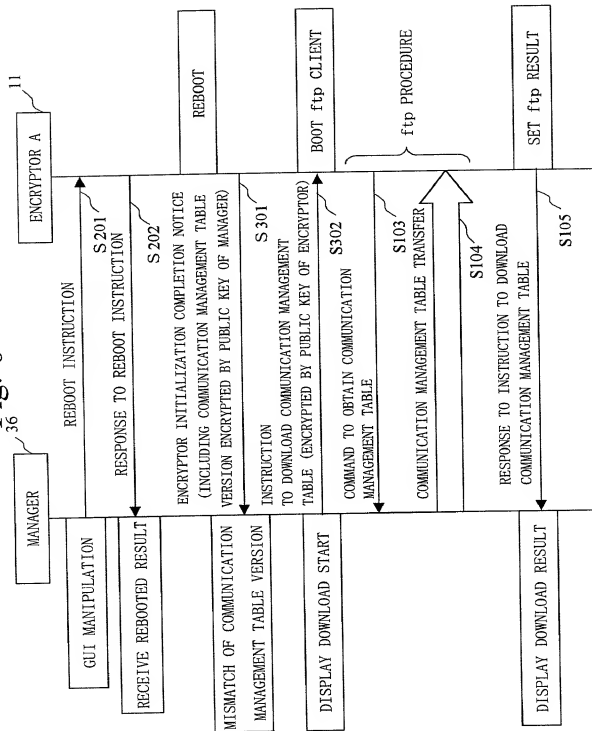 Fig.
36
MANAGER
11
ENCRYPTOR A
GUI MANIPULATION
REBOOT INSTRUCTION
S201
RECEIVE REBOOTED RESULT
RESPONSE TO REBOOT INSTRUCTION
S202
REBOOT
ENCRYPTOR INITIALIZATION COMPLETION NOTICE
(INCLUDING COMMUNICATION MANAGEMENT TABLE
VERSION ENCRYPTED BY PUBLIC KEY OF MANAGER)
S301
MISMATCH OF COMMUNICATION
MANAGEMENT TABLE VERSION
INSTRUCTION
TO DOWNLOAD COMMUNICATION MANAGEMENT
TABLE (ENCRYPTED BY PUBLIC KEY OF ENCRYPTOR)
S302
DISPLAY DOWNLOAD START
BOOT ftp CLIENT
COMMAND TO OBTAIN COMMUNICATION
MANAGEMENT TABLE
S103
ftp PROCEDURE
COMMUNICATION MANAGEMENT TABLE TRANSFER
S104
RESPONSE TO INSTRUCTION TO DOWNLOAD
COMMUNICATION MANAGEMENT TABLE
S105
DISPLAY DOWNLOAD RESULT
SET ftp RESULT